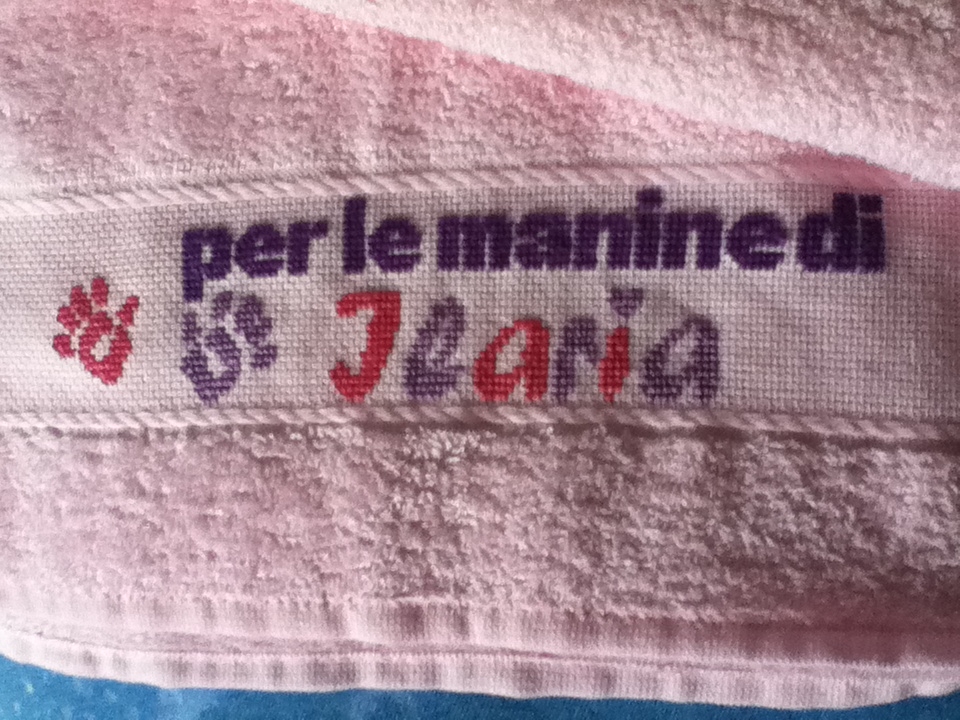 per le manine di
Ilaria